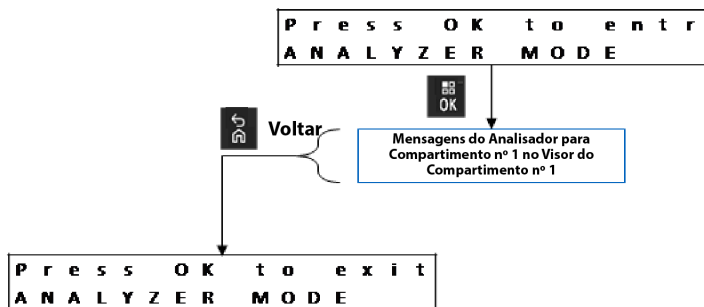 Press OK to entr
ANALYZER MODE
OK
Voltar
Mensagens do Analisador para
Compartimento nº 1 no Visor do
Compartimento nº 1
Press OK to exit
ANALYZER MODE